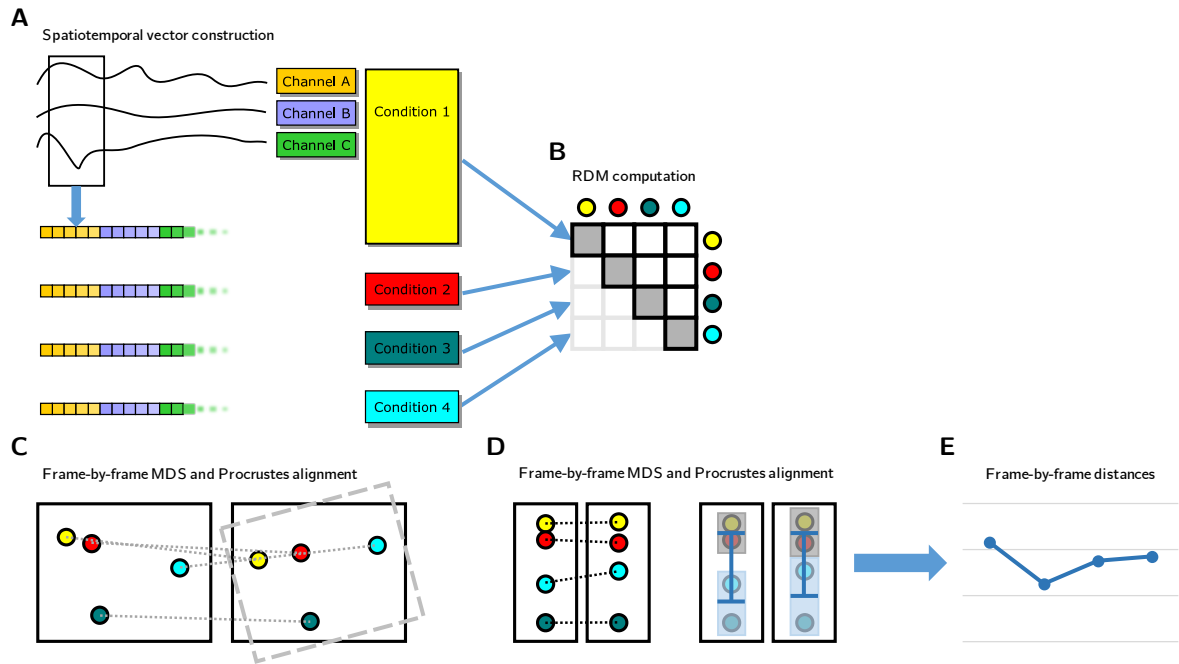 A
Spatiotemporal vector construction
Channel A
Channel B
Channel C
Condition 1
Condition 2
Condition 3
Condition 4
B
RDM computation
C
Frame-by-frame MDS and Procrustes alignment
D
Frame-by-frame MDS and Procrustes alignment
E
Frame-by-frame distances